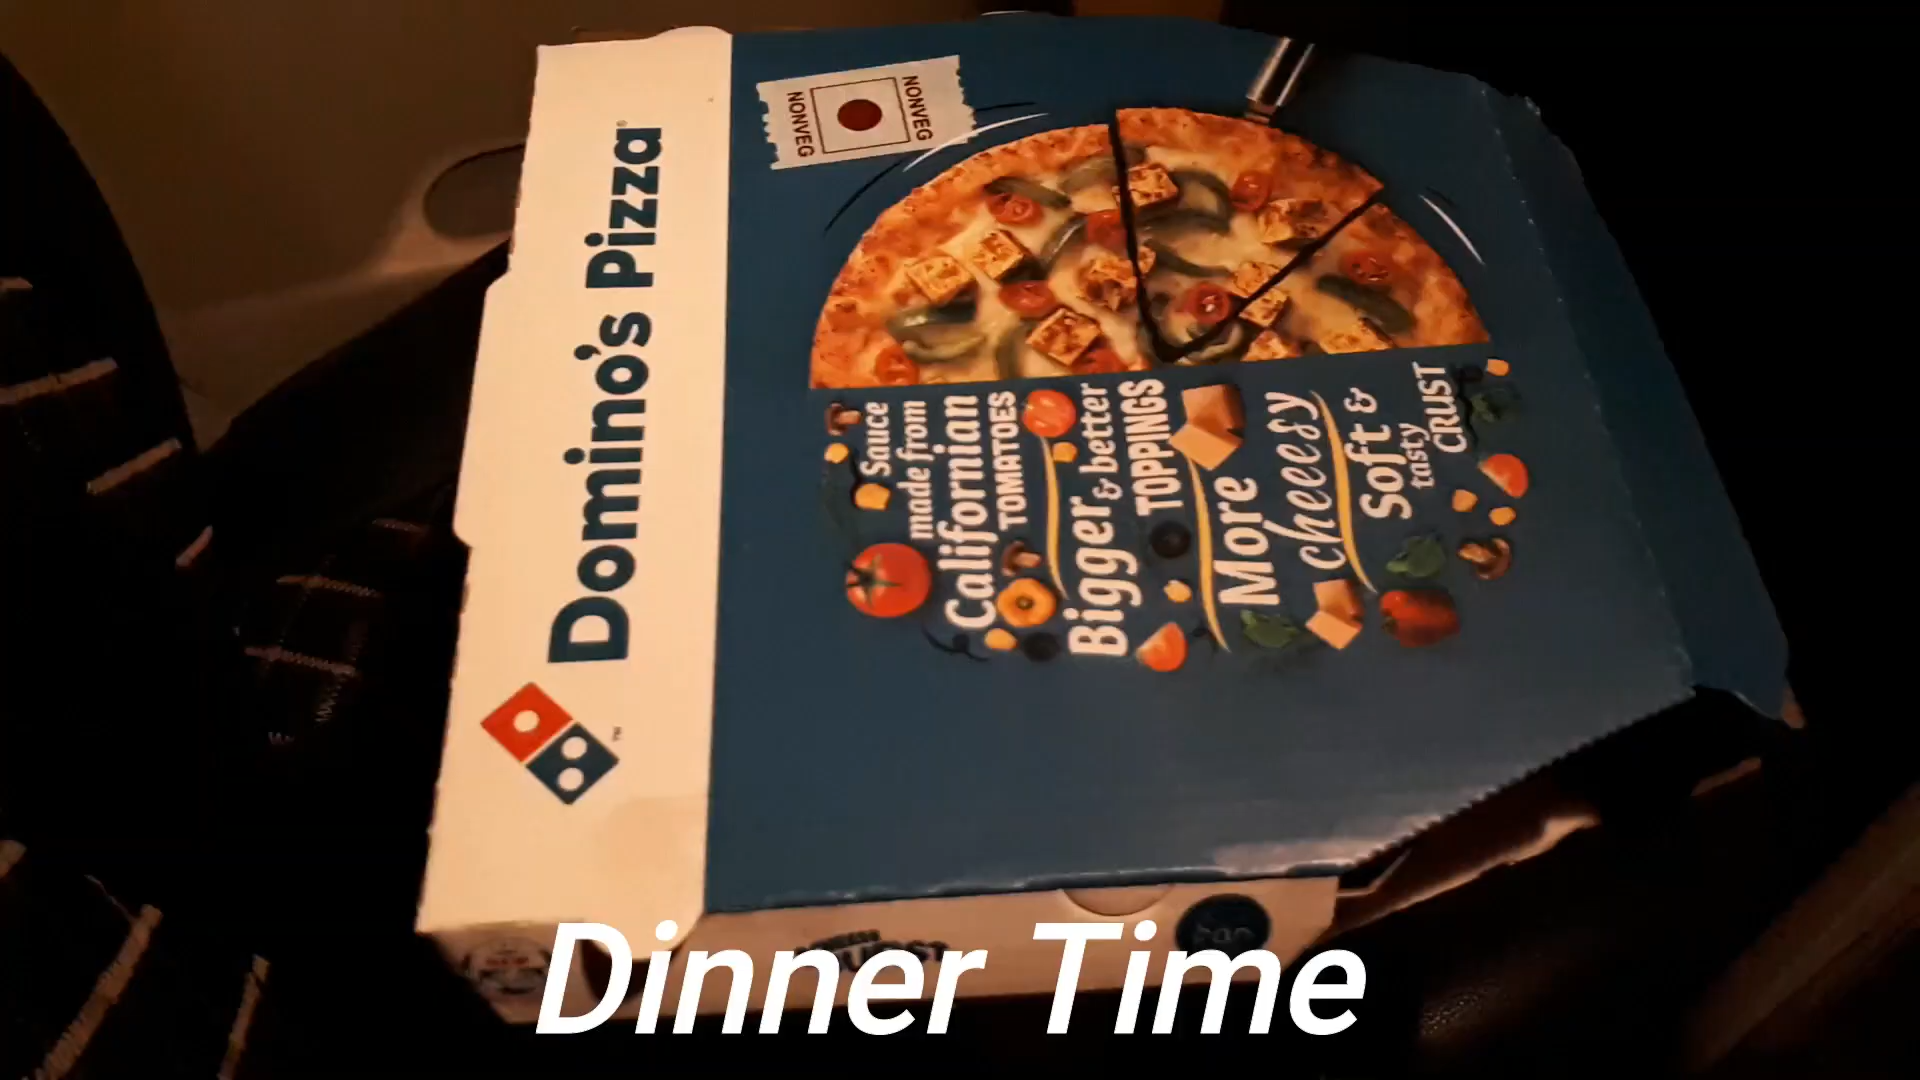 Domino's Pizza
NONVEG
NONVEG
Sauce
made from
Californian
TOMATOES
Bigger & better
TOPPINGS
More
cheeesy
Soft &
tasty
CRUST
Dinner Time